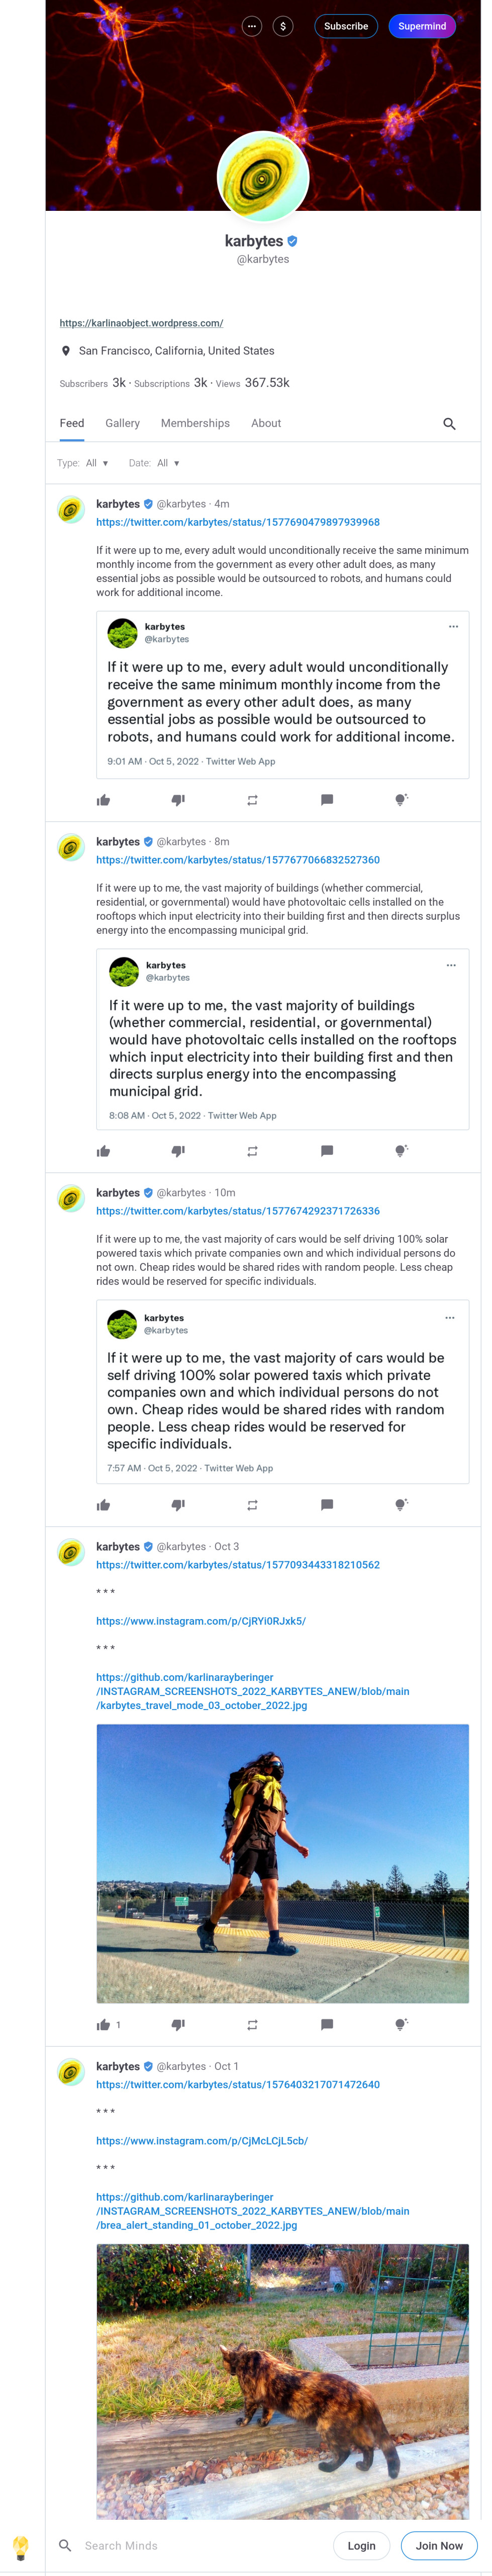 $ Subscribe Supermind
karbytes
@karbytes
https://karlinaobject.wordpress.com/
San Francisco, California, United States
Subscribers 3k · Subscriptions 3k · Views 367.53k
Feed Gallery Memberships About
Type: All ▾ Date: All ▾
karbytes @karbytes · 4m
https://twitter.com/karbytes/status/1577690479897939968
If it were up to me, every adult would unconditionally receive the same minimum
monthly income from the government as every other adult does, as many
essential jobs as possible would be outsourced to robots, and humans could
work for additional income.
karbytes
@karbytes
If it were up to me, every adult would unconditionally
receive the same minimum monthly income from the
government as every other adult does, as many
essential jobs as possible would be outsourced to
robots, and humans could work for additional income.
9:01 AM · Oct 5, 2022 · Twitter Web App
karbytes @karbytes · 8m
https://twitter.com/karbytes/status/1577677066832527360
If it were up to me, the vast majority of buildings (whether commercial,
residential, or governmental) would have photovoltaic cells installed on the
rooftops which input electricity into their building first and then directs surplus
energy into the encompassing municipal grid.
karbytes
@karbytes
If it were up to me, the vast majority of buildings
(whether commercial, residential, or governmental)
would have photovoltaic cells installed on the rooftops
which input electricity into their building first and then
directs surplus energy into the encompassing
municipal grid.
8:08 AM · Oct 5, 2022 · Twitter Web App
karbytes @karbytes · 10m
https://twitter.com/karbytes/status/1577674292371726336
If it were up to me, the vast majority of cars would be self driving 100% solar
powered taxis which private companies own and which individual persons do
not own. Cheap rides would be shared rides with random people. Less cheap
rides would be reserved for specific individuals.
karbytes
@karbytes
If it were up to me, the vast majority of cars would be
self driving 100% solar powered taxis which private
companies own and which individual persons do not
own. Cheap rides would be shared rides with random
people. Less cheap rides would be reserved for
specific individuals.
7:57 AM · Oct 5, 2022 · Twitter Web App
karbytes @karbytes · Oct 3
https://twitter.com/karbytes/status/1577093443318210562
* * *
https://www.instagram.com/p/CjRYi0RJxk5/
* * *
https://github.com/karlinarayberinger
/INSTAGRAM_SCREENSHOTS_2022_KARBYTES_ANEW/blob/main
/karbytes_travel_mode_03_october_2022.jpg
1
karbytes @karbytes · Oct 1
https://twitter.com/karbytes/status/1576403217071472640
* * *
https://www.instagram.com/p/CjMcLCjL5cb/
* * *
https://github.com/karlinarayberinger
/INSTAGRAM_SCREENSHOTS_2022_KARBYTES_ANEW/blob/main
/brea_alert_standing_01_october_2022.jpg
Search Minds Login Join Now